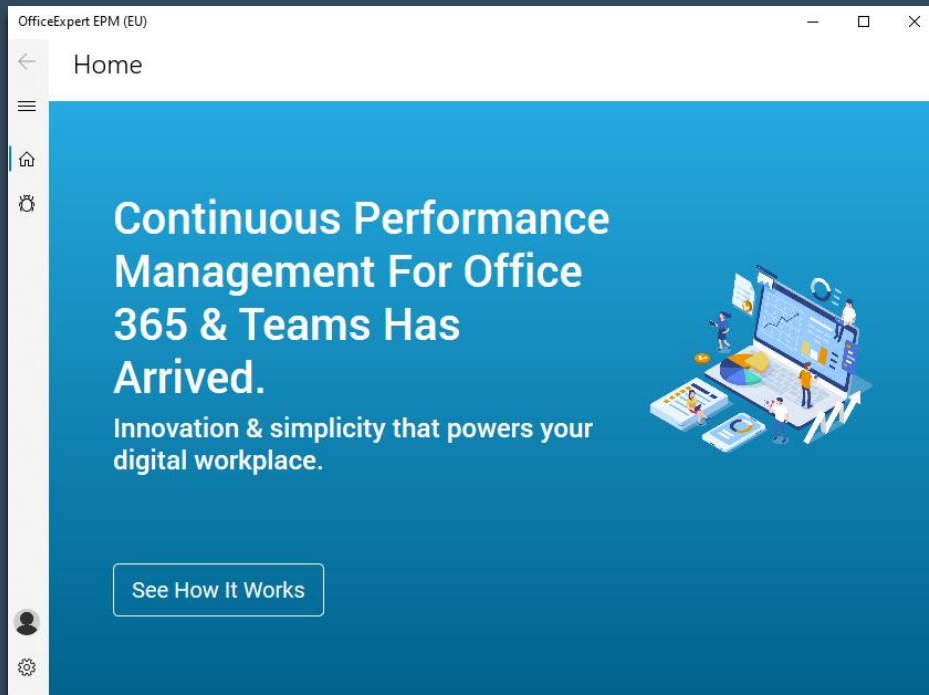 OfficeExpert EPM (EU)
Home
Continuous Performance
Management For Office
365 & Teams Has
Arrived.
Innovation & simplicity that powers your
digital workplace.
See How It Works